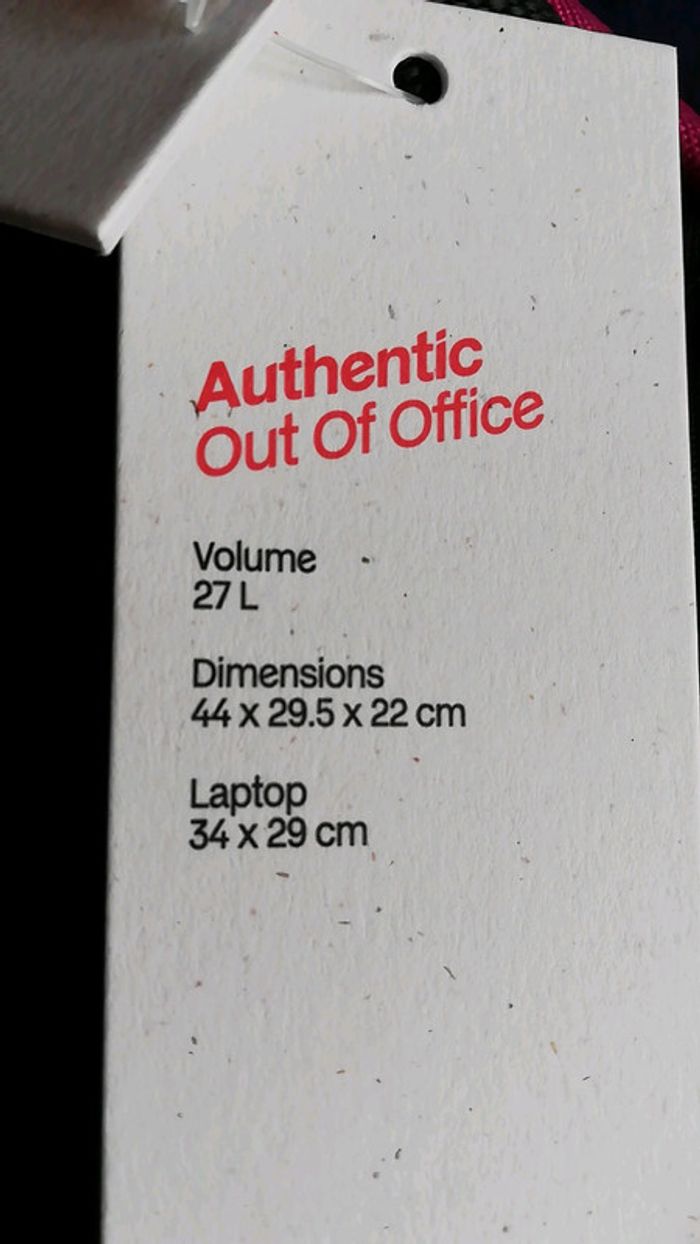 Authentic
Out Of Office
Volume
27 L
Dimensions
44 x 29.5 x 22 cm
Laptop
34 x 29 cm